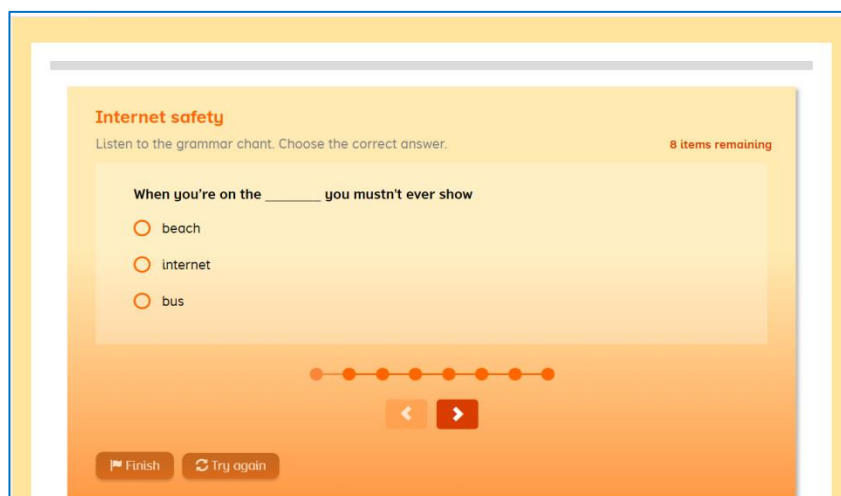 Internet safety
Listen to the grammar chant. Choose the correct answer.
8 items remaining
When you're on the _______ you mustn't ever show
beach
internet
bus
Finish
Try again